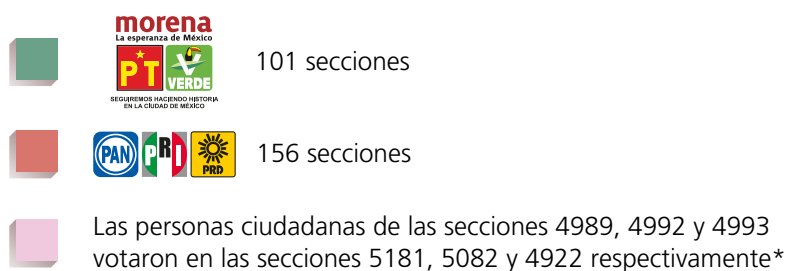 morena
La esperanza de México
PT
VERDE
SEGUIREMOS HACIENDO HISTORIA
EN LA CIUDAD DE MÉXICO
101 secciones
PAN PRI PRD
156 secciones
Las personas ciudadanas de las secciones 4989, 4992 y 4993
votaron en las secciones 5181, 5082 y 4922 respectivamente*